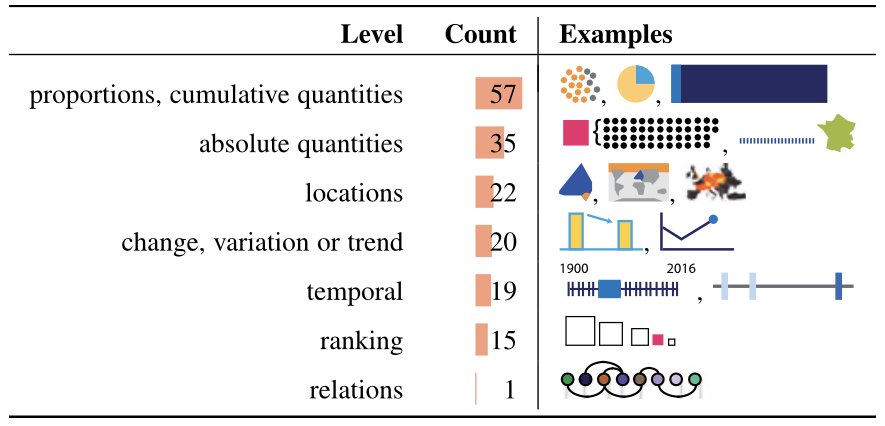 Level Count Examples
proportions, cumulative quantities 57 , ,
absolute quantities 35 { ,
locations 22 , ,
change, variation or trend 20 ,
1900 2016
temporal 19 ,
ranking 15
relations 1